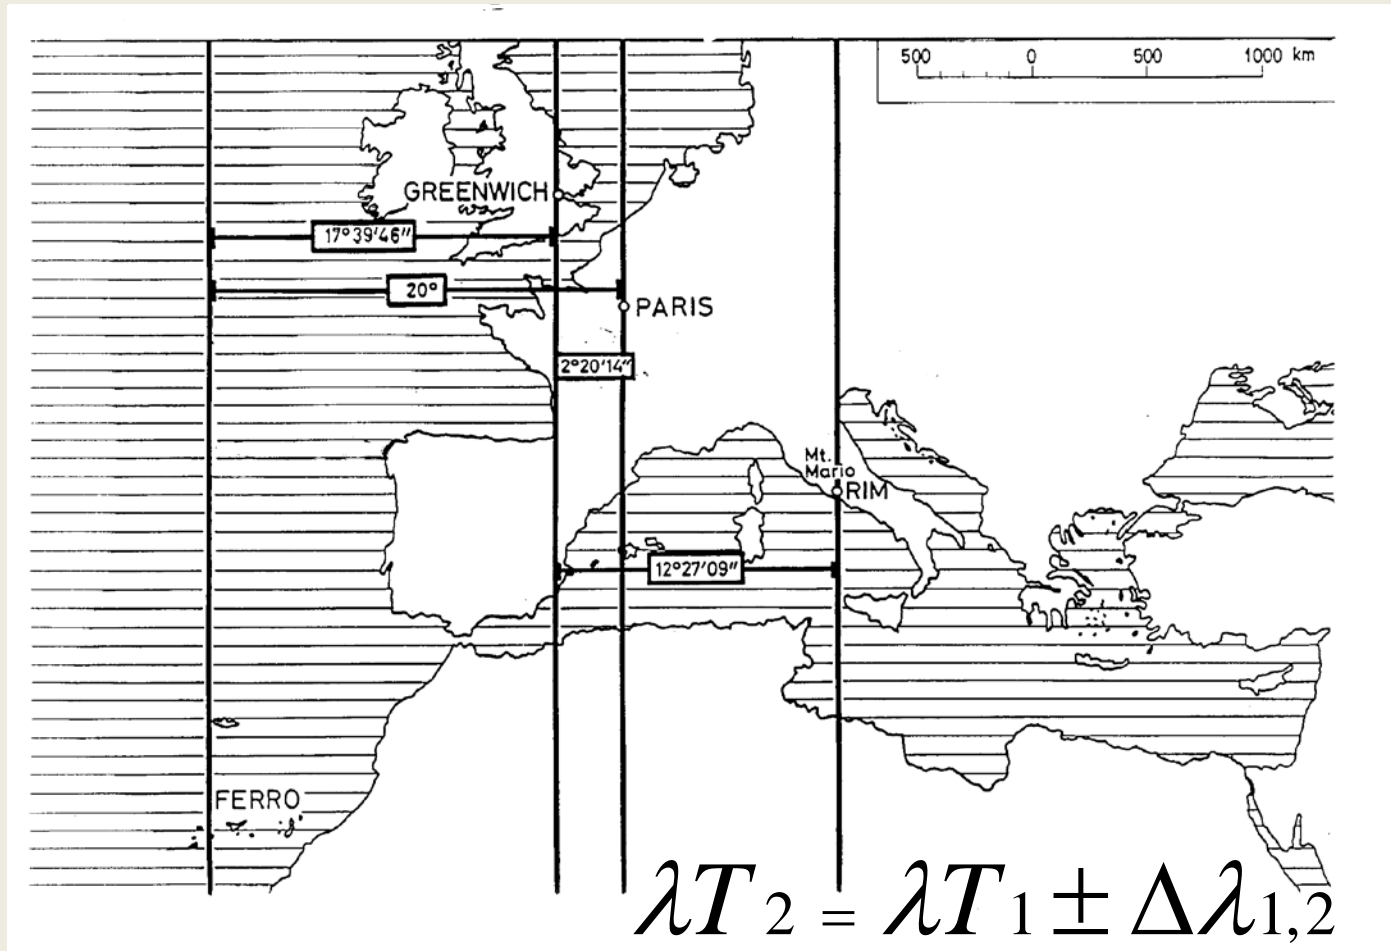 500 0 500 1000 km
GREENWICH
17°39'46"
20°
PARIS
2°20'14"
Mt.
Mario
RIM
12°27'09"
FERRO
λT2 = λT1 ± Δλ1,2